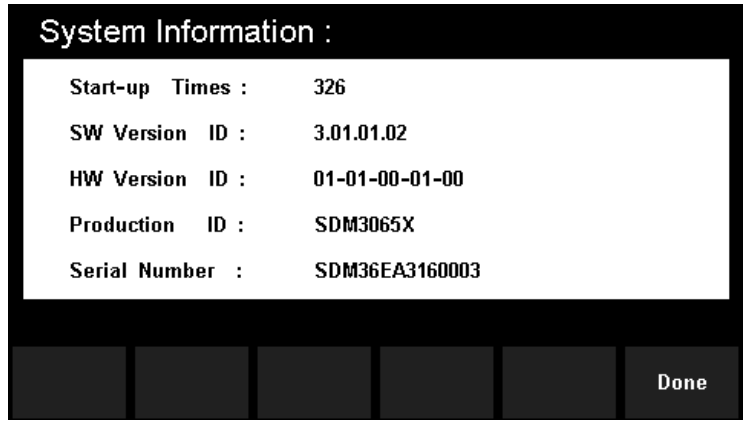 System Information :
Start-up Times : 326
SW Version ID : 3.01.01.02
HW Version ID : 01-01-00-01-00
Production ID : SDM3065X
Serial Number : SDM36EA3160003
Done